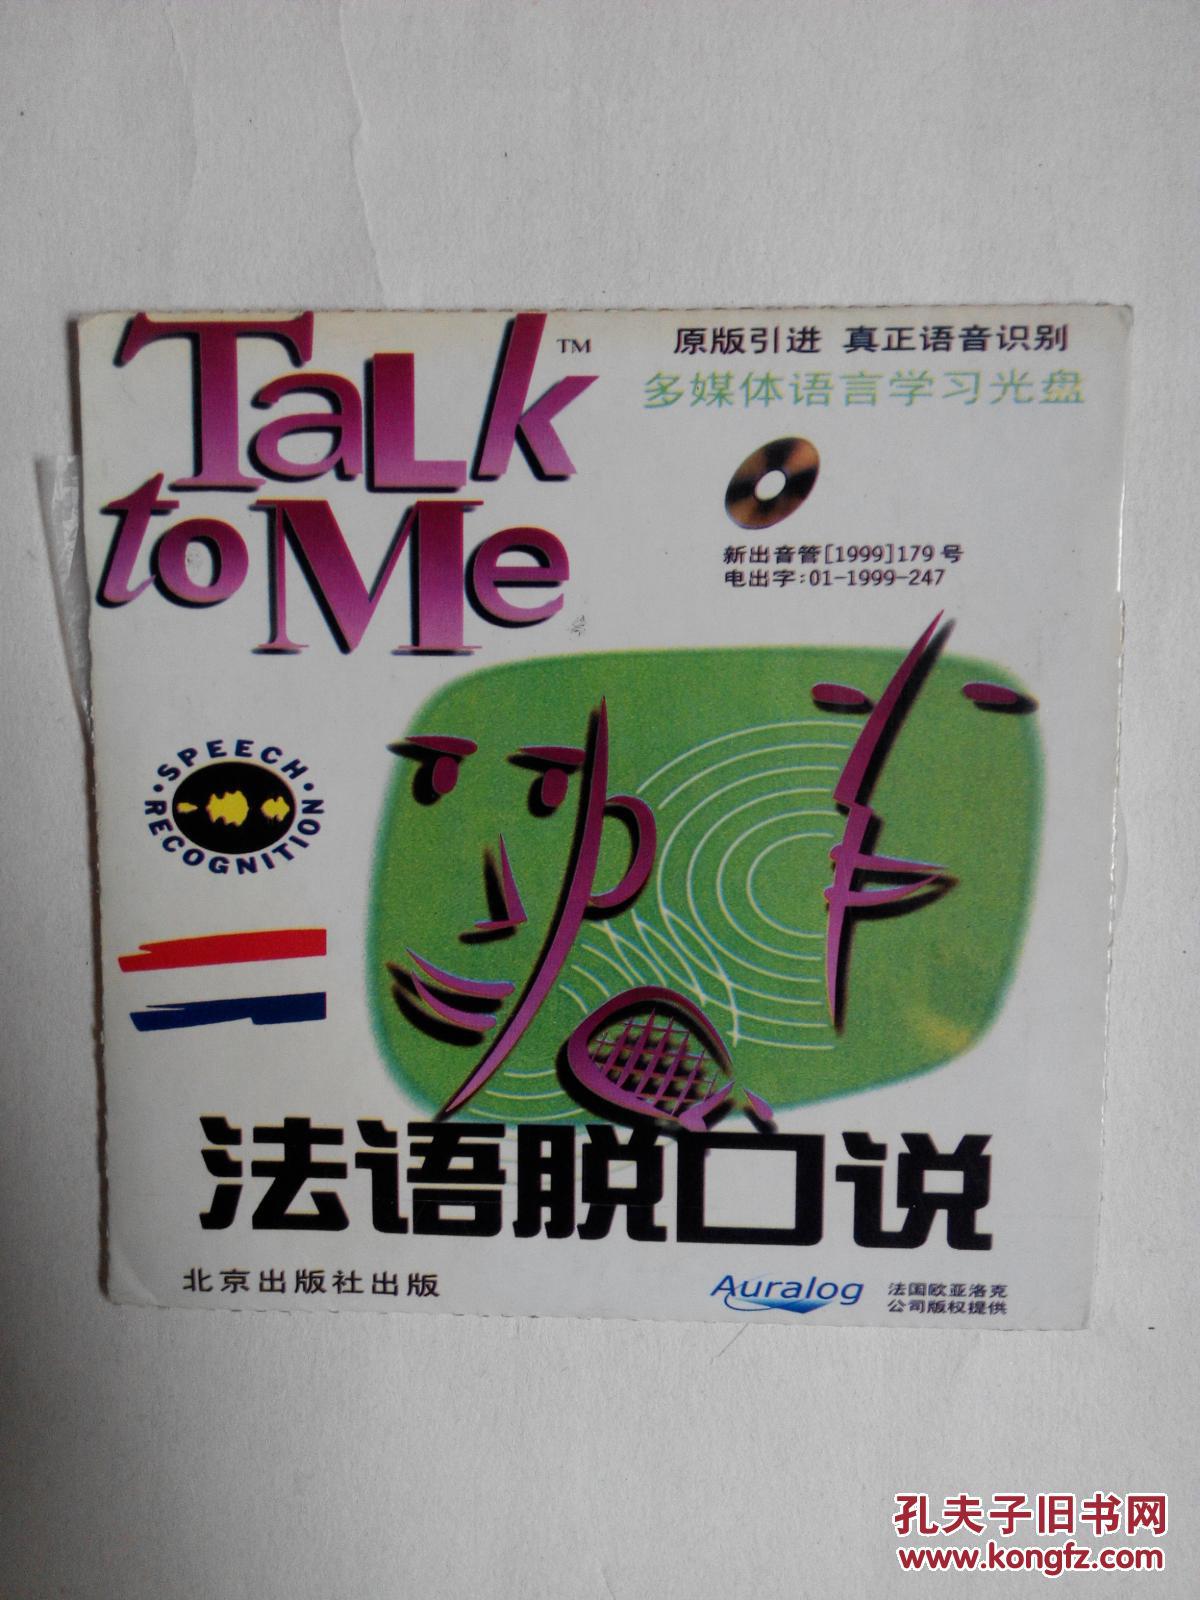 Talk
to Me
TM
原版引进 真正语音识别
多媒体语言学习光盘
新出音管[1999]179号
电出字:01-1999-247
·SPEECH·
RECOGNITION
法语脱口说
北京出版社出版
Auralog
法国欧亚洛克
公司版权提供
孔夫子旧书网
www.kongfz.com